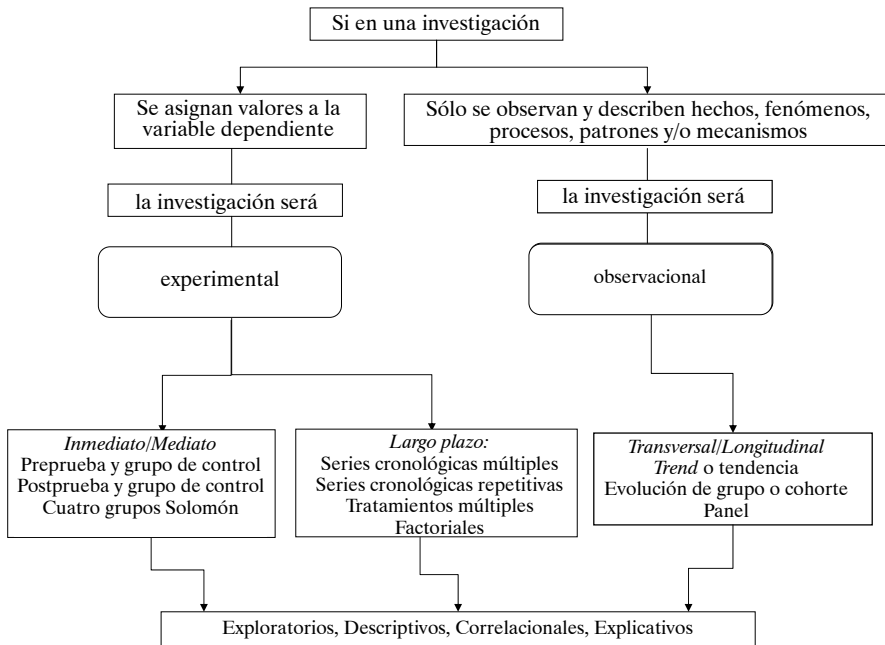 Si en una investigación
Se asignan valores a la
variable dependiente
Sólo se observan y describen hechos, fenómenos,
procesos, patrones y/o mecanismos
la investigación será
la investigación será
experimental
observacional
Inmediato/Mediato
Preprueba y grupo de control
Postprueba y grupo de control
Cuatro grupos Solomón
Largo plazo:
Series cronológicas múltiples
Series cronológicas repetitivas
Tratamientos múltiples
Factoriales
Transversal/Longitudinal
Trend o tendencia
Evolución de grupo o cohorte
Panel
Exploratorios, Descriptivos, Correlacionales, Explicativos